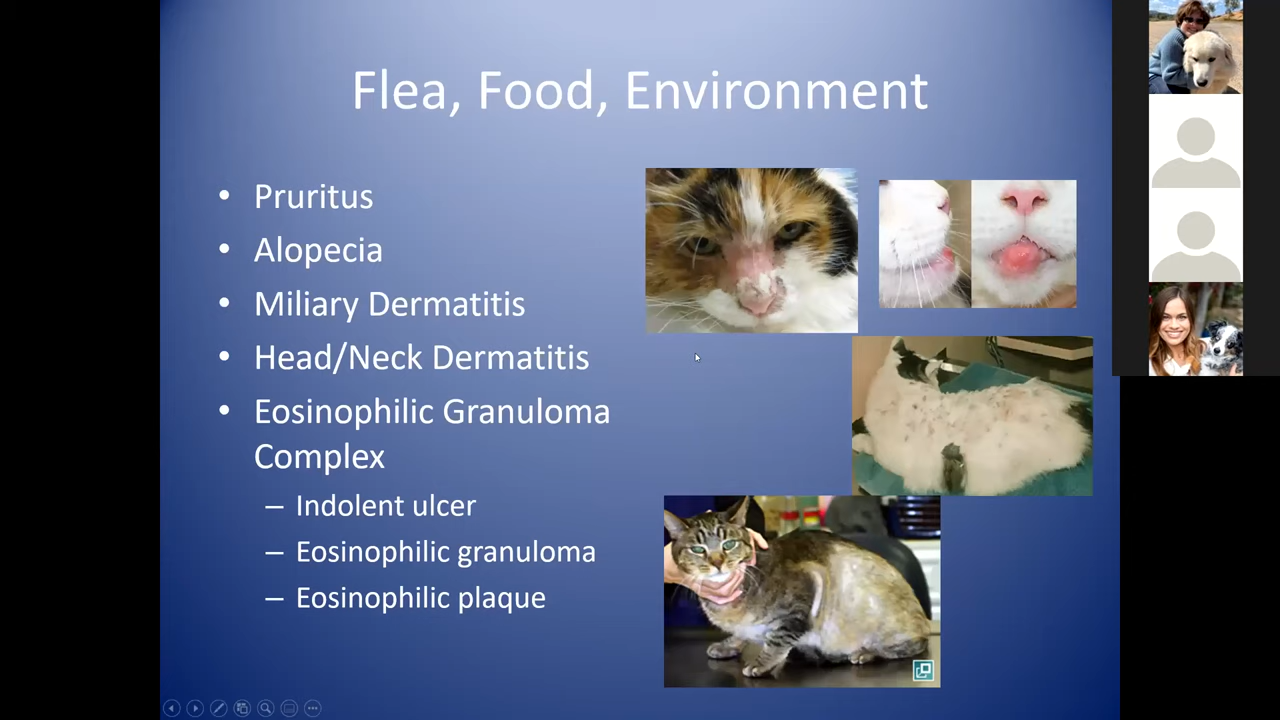 Flea, Food, Environment
• Pruritus
• Alopecia
• Miliary Dermatitis
• Head/Neck Dermatitis
• Eosinophilic Granuloma
Complex
– Indolent ulcer
– Eosinophilic granuloma
– Eosinophilic plaque